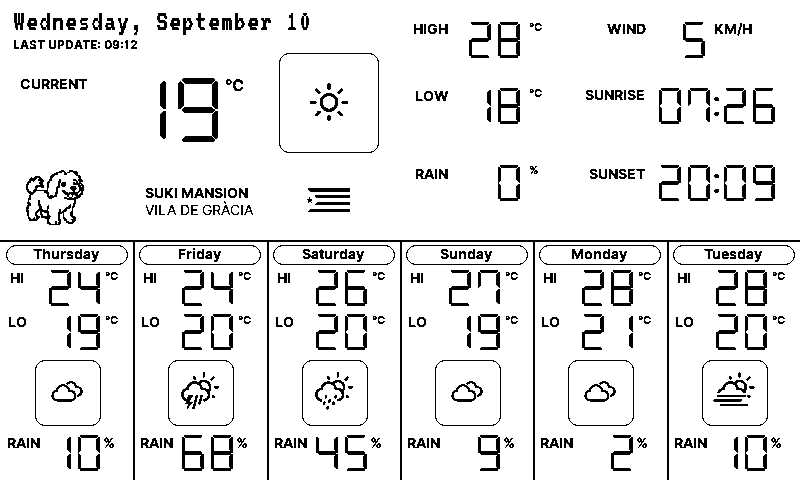 Wednesday, September 10
LAST UPDATE: 09:12
CURRENT 19 °C
SUKI MANSION
VILA DE GRÀCIA
HIGH 28 °C
LOW 18 °C
RAIN 0 %
WIND 5 KM/H
SUNRISE 07:26
SUNSET 20:09
Thursday
HI 24 °C
LO 19 °C
RAIN 10 %
Friday
HI 24 °C
LO 20 °C
RAIN 68 %
Saturday
HI 26 °C
LO 20 °C
RAIN 45 %
Sunday
HI 27 °C
LO 19 °C
RAIN 9 %
Monday
HI 28 °C
LO 21 °C
RAIN 2 %
Tuesday
HI 28 °C
LO 20 °C
RAIN 10 %